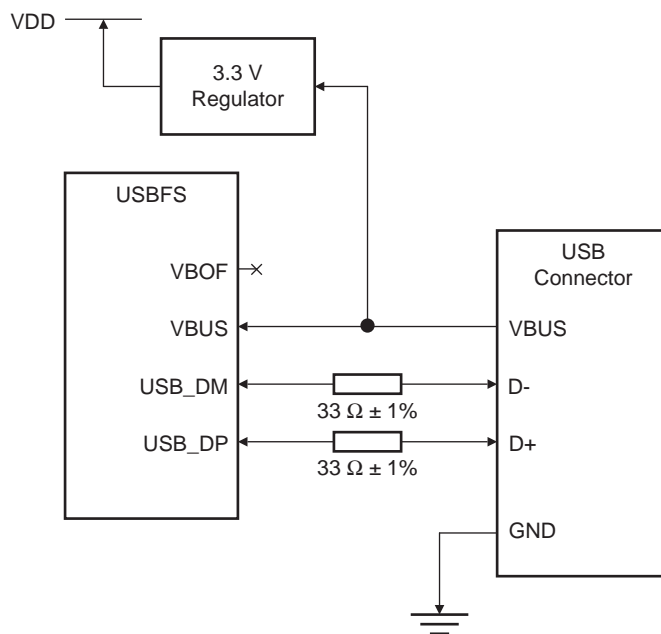 VDD
3.3 V
Regulator
USBFS
VBOF
VBUS
USB_DM
USB_DP
33 Ω ± 1%
33 Ω ± 1%
USB
Connector
VBUS
D-
D+
GND